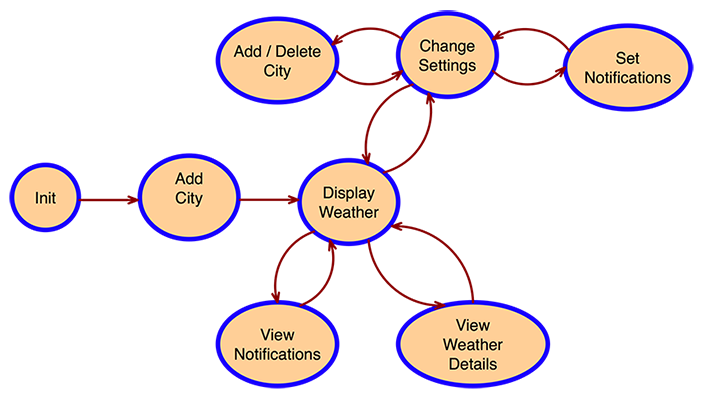 Add / Delete
City
Change
Settings
Set
Notifications
Init
Add
City
Display
Weather
View
Notifications
View
Weather
Details